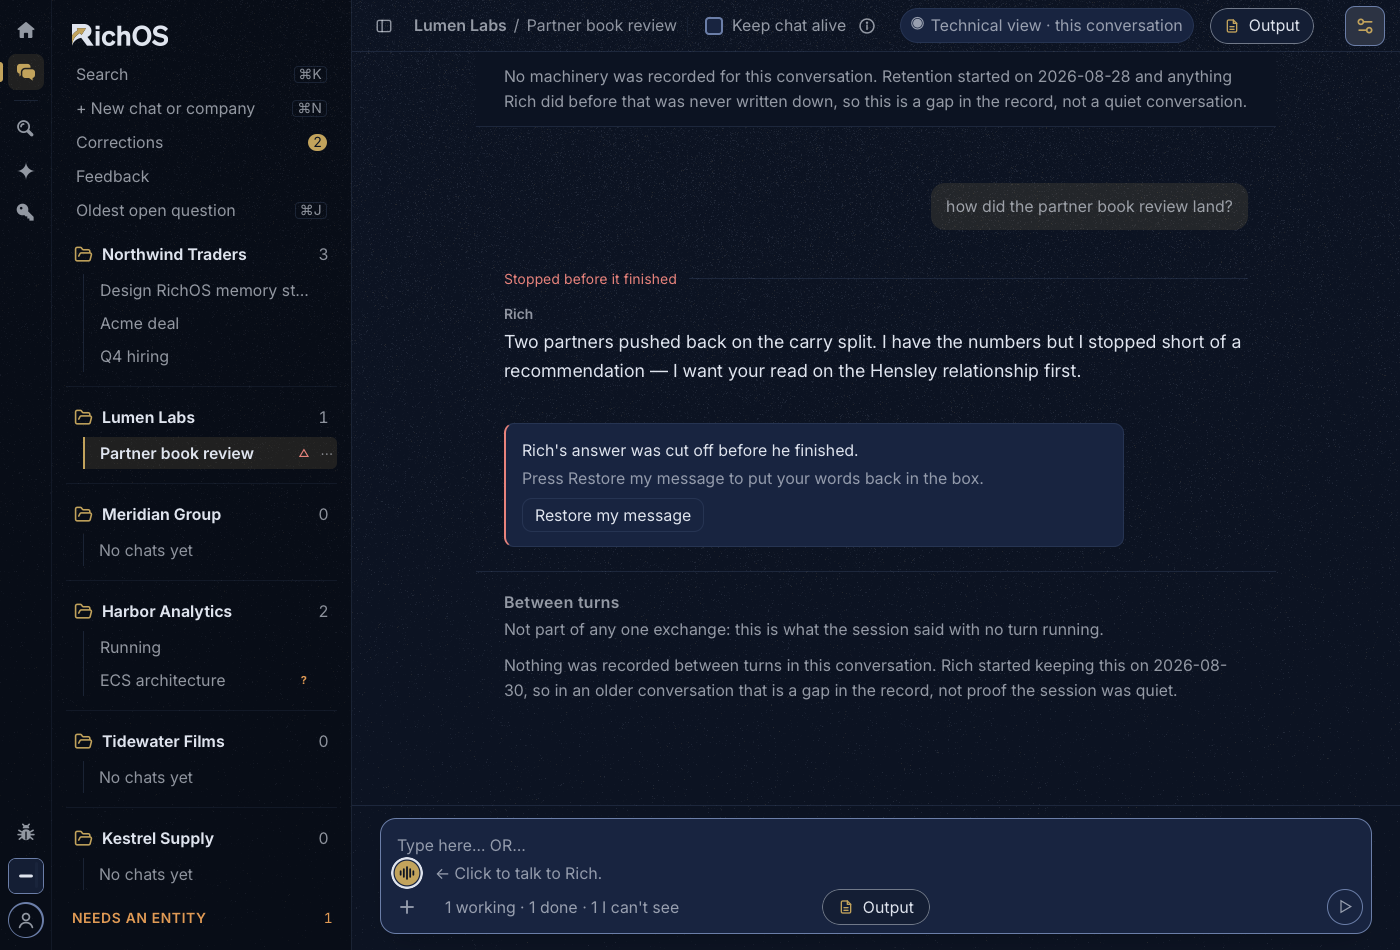 RichOS
Search ⌘K
+ New chat or company ⌘N
Corrections 2
Feedback
Oldest open question ⌘J
Northwind Traders 3
Design RichOS memory st...
Acme deal
Q4 hiring
Lumen Labs 1
Partner book review ...
Meridian Group 0
No chats yet
Harbor Analytics 2
Running
ECS architecture ?
Tidewater Films 0
No chats yet
Kestrel Supply 0
No chats yet
NEEDS AN ENTITY 1
Lumen Labs / Partner book review
Keep chat alive
Technical view · this conversation
Output
No machinery was recorded for this conversation. Retention started on 2026-08-28 and anything
Rich did before that was never written down, so this is a gap in the record, not a quiet conversation.
how did the partner book review land?
Stopped before it finished
Rich
Two partners pushed back on the carry split. I have the numbers but I stopped short of a
recommendation — I want your read on the Hensley relationship first.
Rich's answer was cut off before he finished.
Press Restore my message to put your words back in the box.
Restore my message
Between turns
Not part of any one exchange: this is what the session said with no turn running.
Nothing was recorded between turns in this conversation. Rich started keeping this on 2026-08-
30, so in an older conversation that is a gap in the record, not proof the session was quiet.
Type here... OR...
← Click to talk to Rich.
1 working · 1 done · 1 I can't see
Output